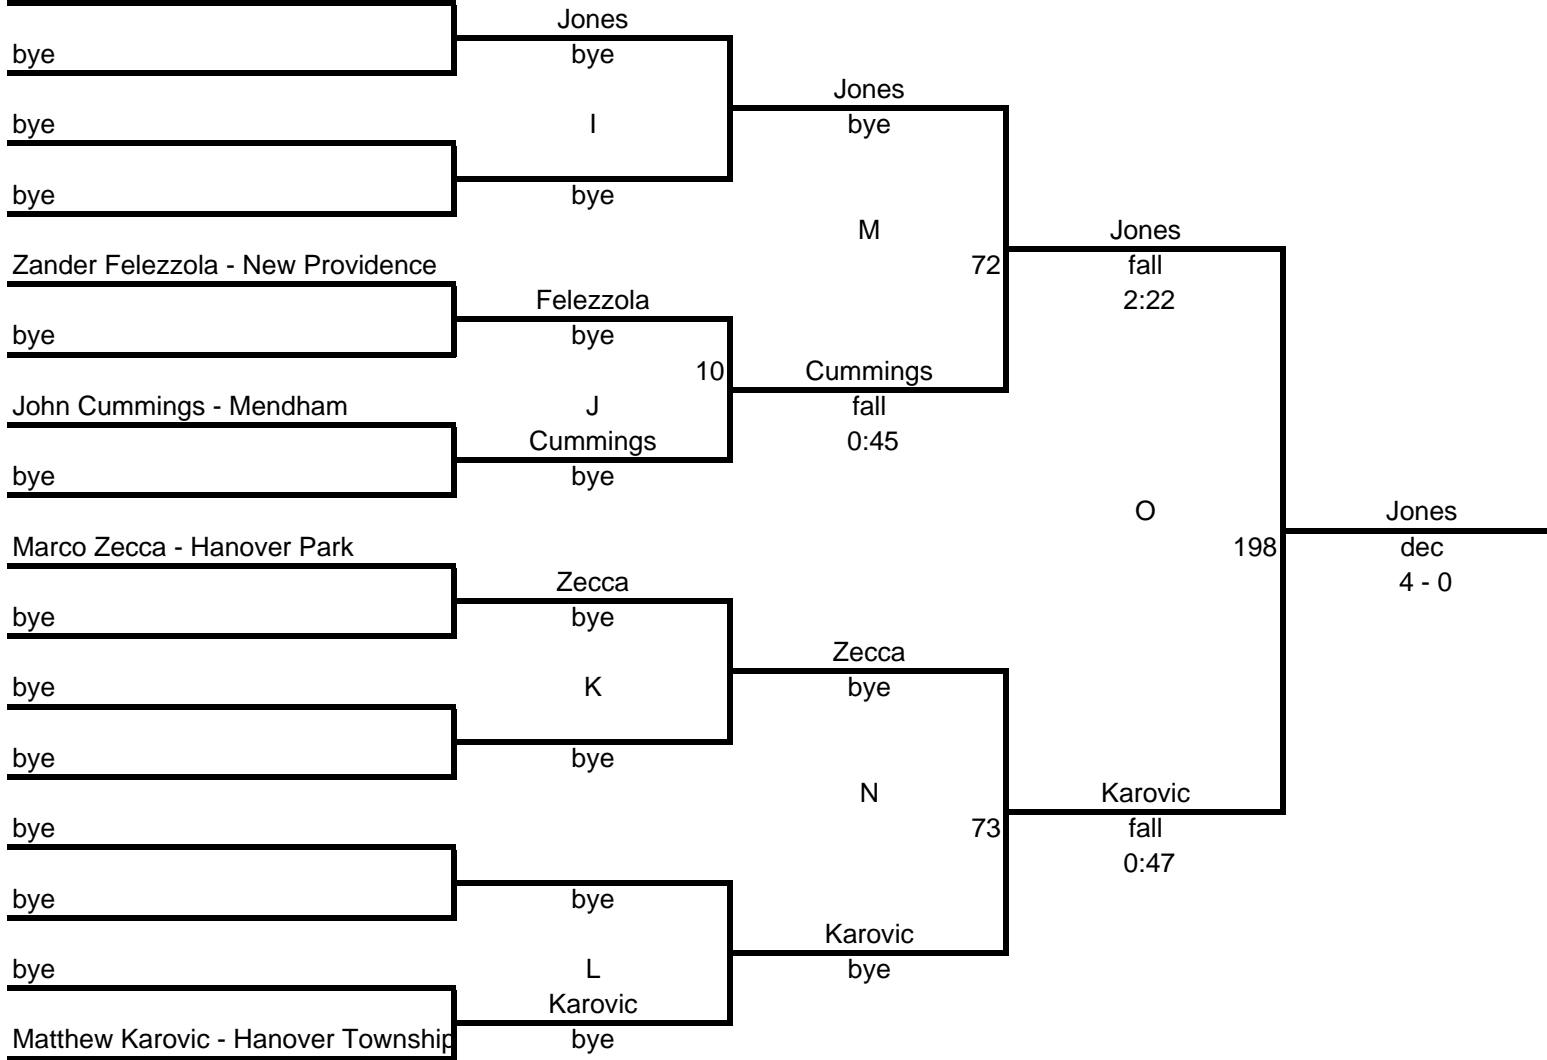 Jones
bye
bye
Jones
bye
I
bye
bye
bye
M
Jones
Zander Felezzola - New Providence
72
fall
Felezzola
2:22
bye
bye
10
Cummings
John Cummings - Mendham
J
fall
Cummings
0:45
bye
bye
O
Jones
Marco Zecca - Hanover Park
198
dec
Zecca
4 - 0
bye
bye
Zecca
bye
K
bye
bye
bye
N
Karovic
bye
73
fall
0:47
bye
bye
Karovic
bye
L
bye
Karovic
Matthew Karovic - Hanover Township
bye